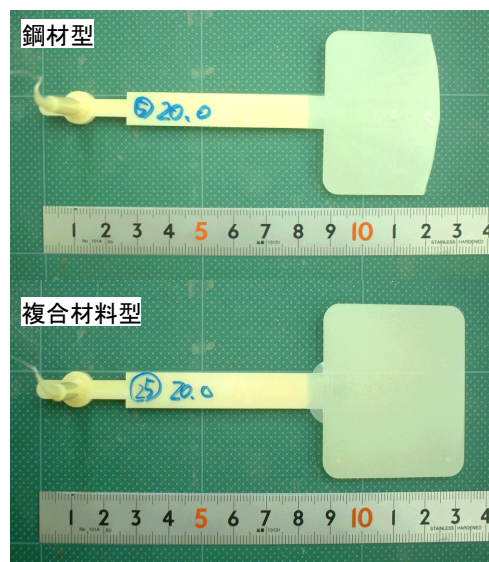 鋼材型
⑤20.0
1 2 3 4 5 6 7 8 9 10 1 2 3 4
STAINLESS HARDENED
複合材料型
㉕ 20.0
1 2 3 4 5 6 7 8 9 10 1 2 3 4
STAINLESS HARDENED